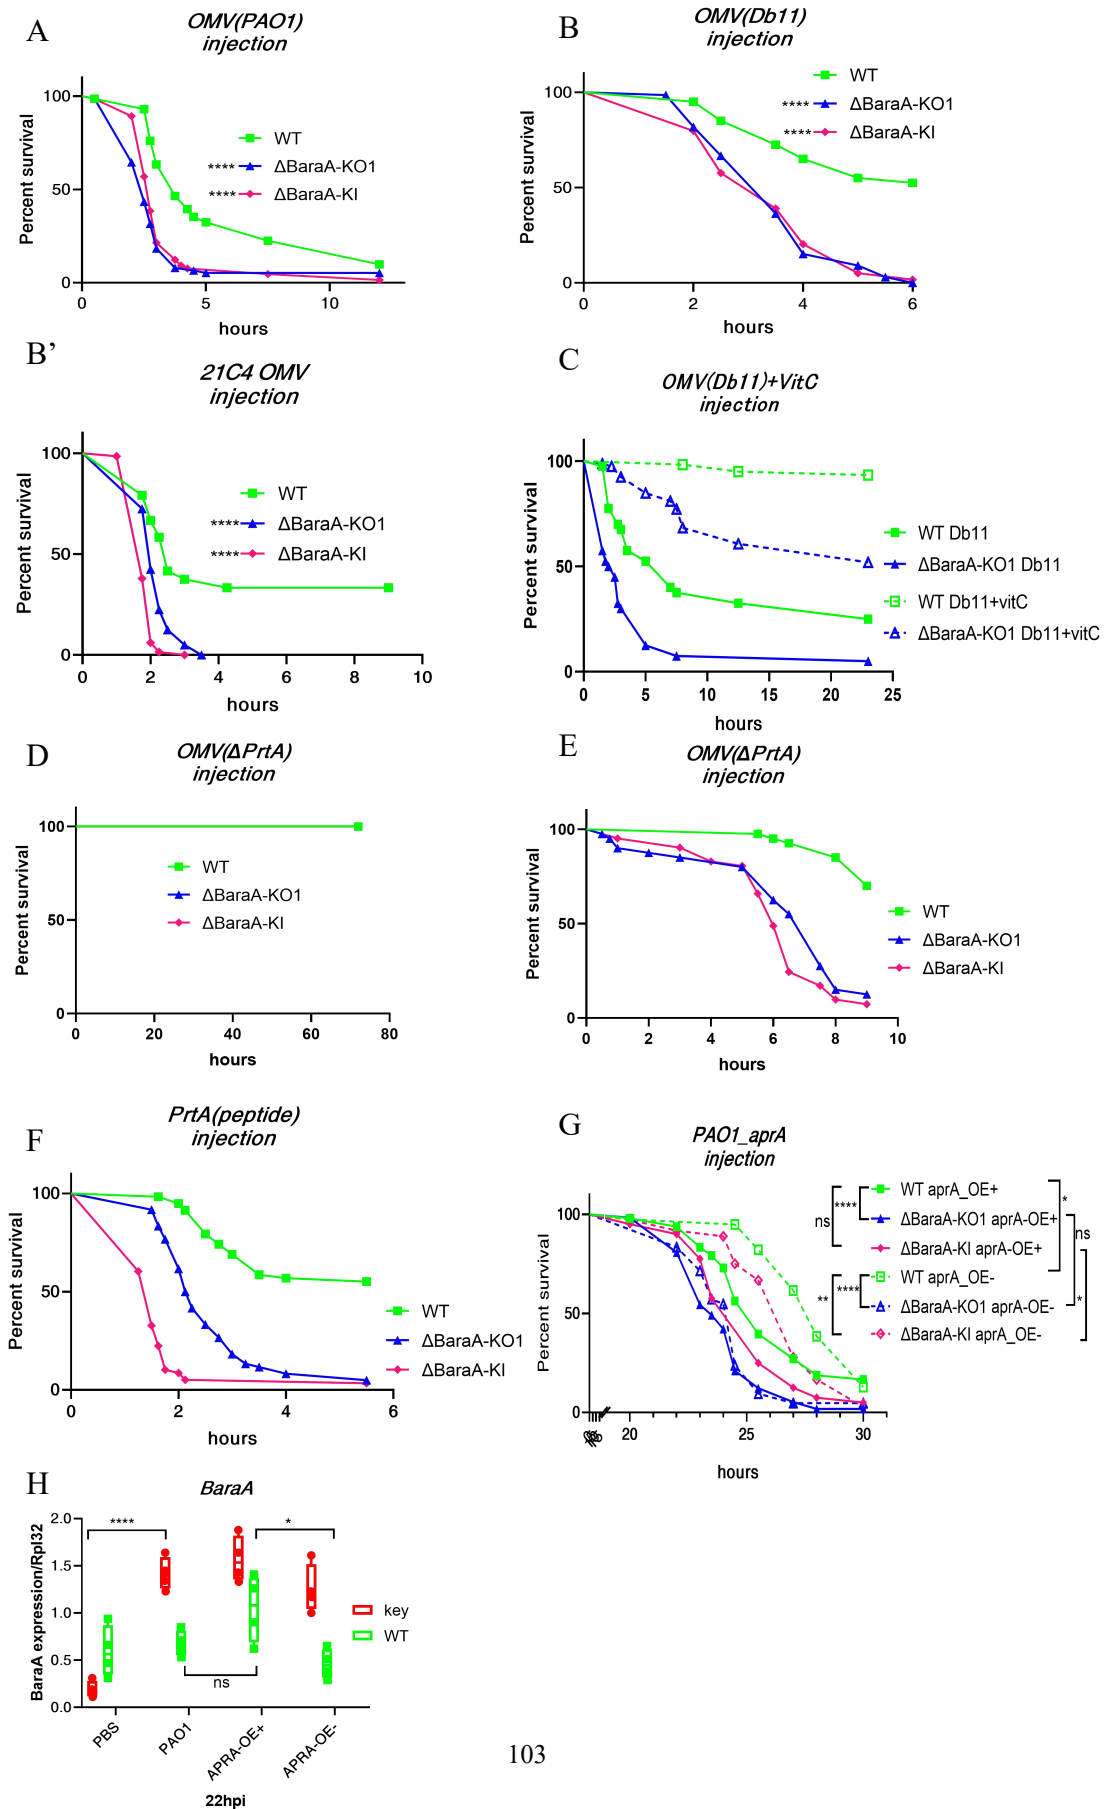 A
OMV(PAO1)
injection
Percent survival
100
50
0
0
5
10
hours
WT
**** ΔBaraA-KO1
**** ΔBaraA-KI
B
OMV(Db11)
injection
Percent survival
100
50
0
0
2
4
6
hours
WT
**** ΔBaraA-KO1
**** ΔBaraA-KI
B’
21C4 OMV
injection
Percent survival
100
50
0
0
2
4
6
8
10
hours
WT
**** ΔBaraA-KO1
**** ΔBaraA-KI
C
OMV(Db11)+VitC
injection
Percent survival
100
50
0
0
5
10
15
20
25
hours
WT Db11
ΔBaraA-KO1 Db11
WT Db11+vitC
ΔBaraA-KO1 Db11+vitC
D
OMV(ΔPrtA)
injection
Percent survival
100
50
0
0
20
40
60
80
hours
WT
ΔBaraA-KO1
ΔBaraA-KI
E
OMV(ΔPrtA)
injection
Percent survival
100
50
0
0
2
4
6
8
10
hours
WT
ΔBaraA-KO1
ΔBaraA-KI
F
PrtA(peptide)
injection
Percent survival
100
50
0
0
2
4
6
hours
WT
ΔBaraA-KO1
ΔBaraA-KI
G
PAO1_aprA
injection
Percent survival
100
50
0
20
25
30
hours
WT aprA_OE+
ΔBaraA-KO1 aprA-OE+
ΔBaraA-KI aprA-OE+
WT aprA_OE-
ΔBaraA-KO1 aprA-OE-
ΔBaraA-KI aprA_OE-
ns
****
**
****
*
ns
*
H
BaraA
BaraA expression/Rpl32
2.0
1.5
1.0
0.5
0.0
****
*
ns
key
WT
PBS
PAO1
APRA-OE+
APRA-OE-
22hpi
103